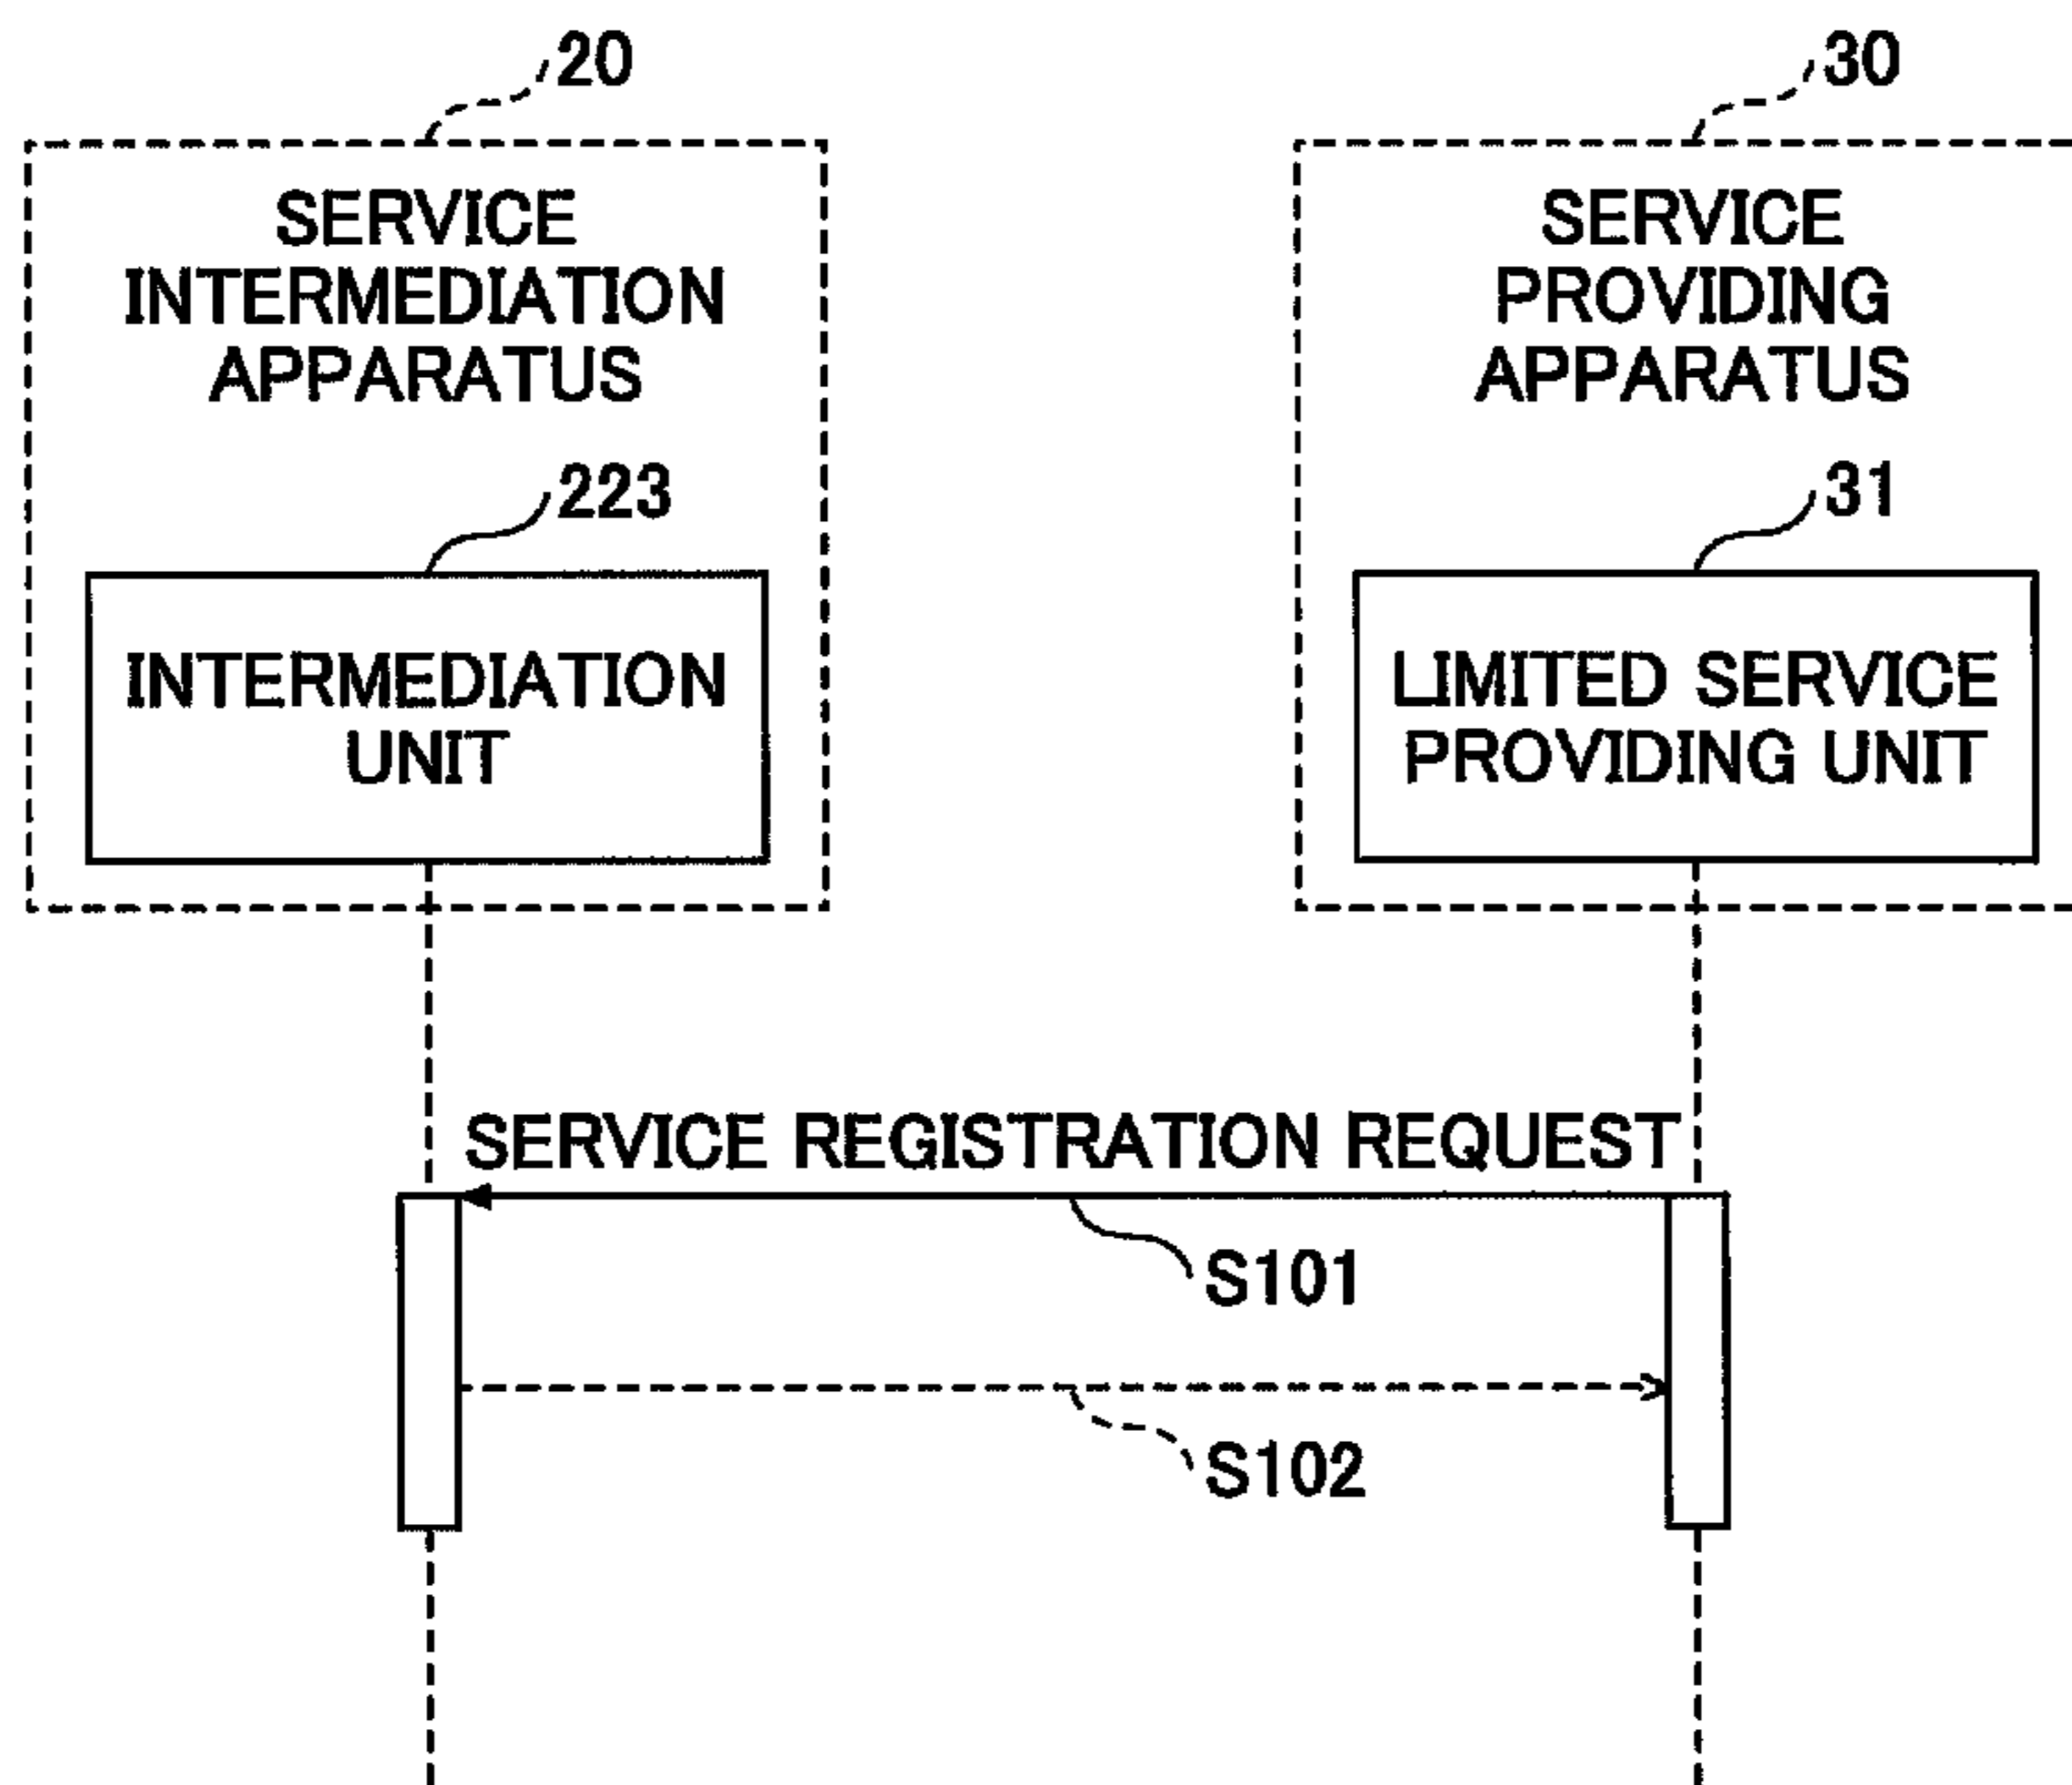 20
SERVICE
INTERMEDIATION
APPARATUS
223
INTERMEDIATION
UNIT
30
SERVICE
PROVIDING
APPARATUS
31
LIMITED SERVICE
PROVIDING UNIT
SERVICE REGISTRATION REQUEST
S101
S102